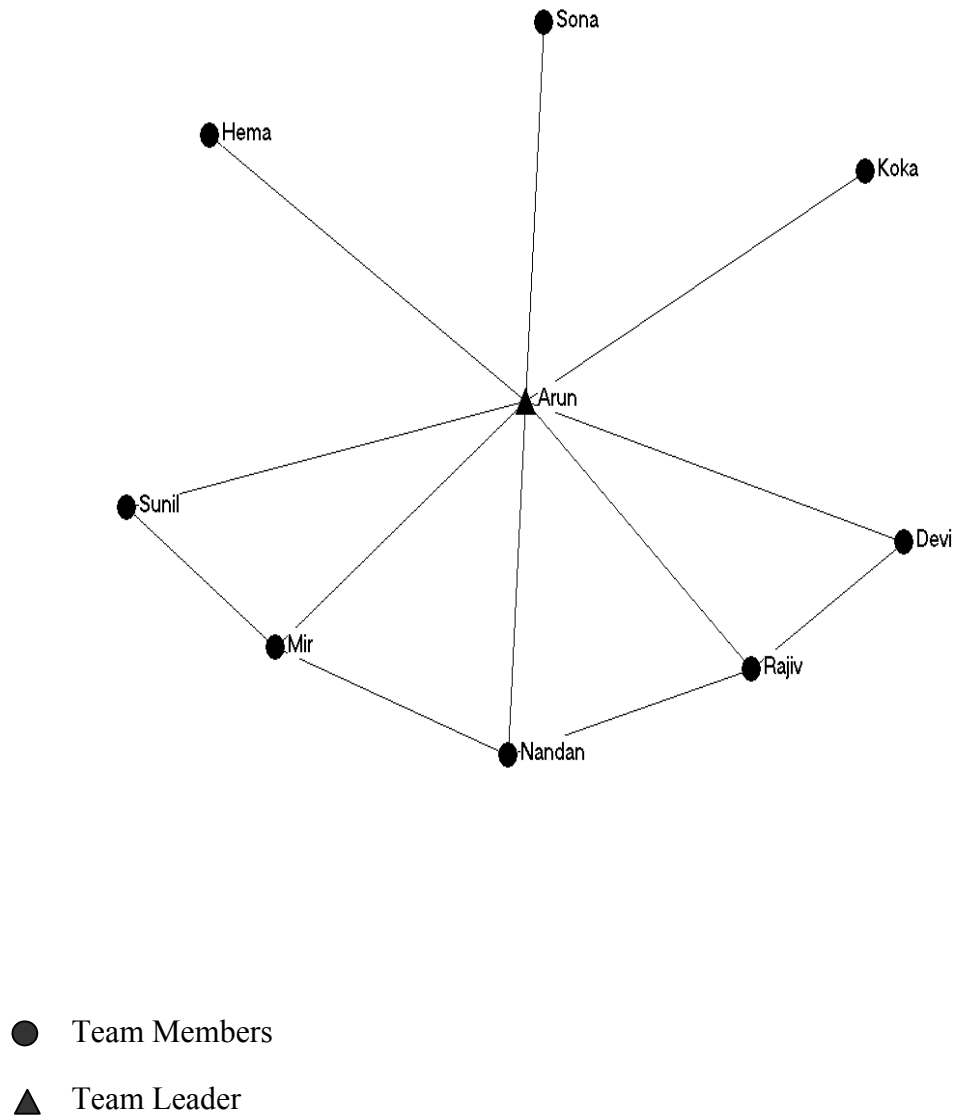 Sona
Hema
Koka
Arun
Sunil
Devi
Mir
Rajiv
Nandan
Team Members
Team Leader